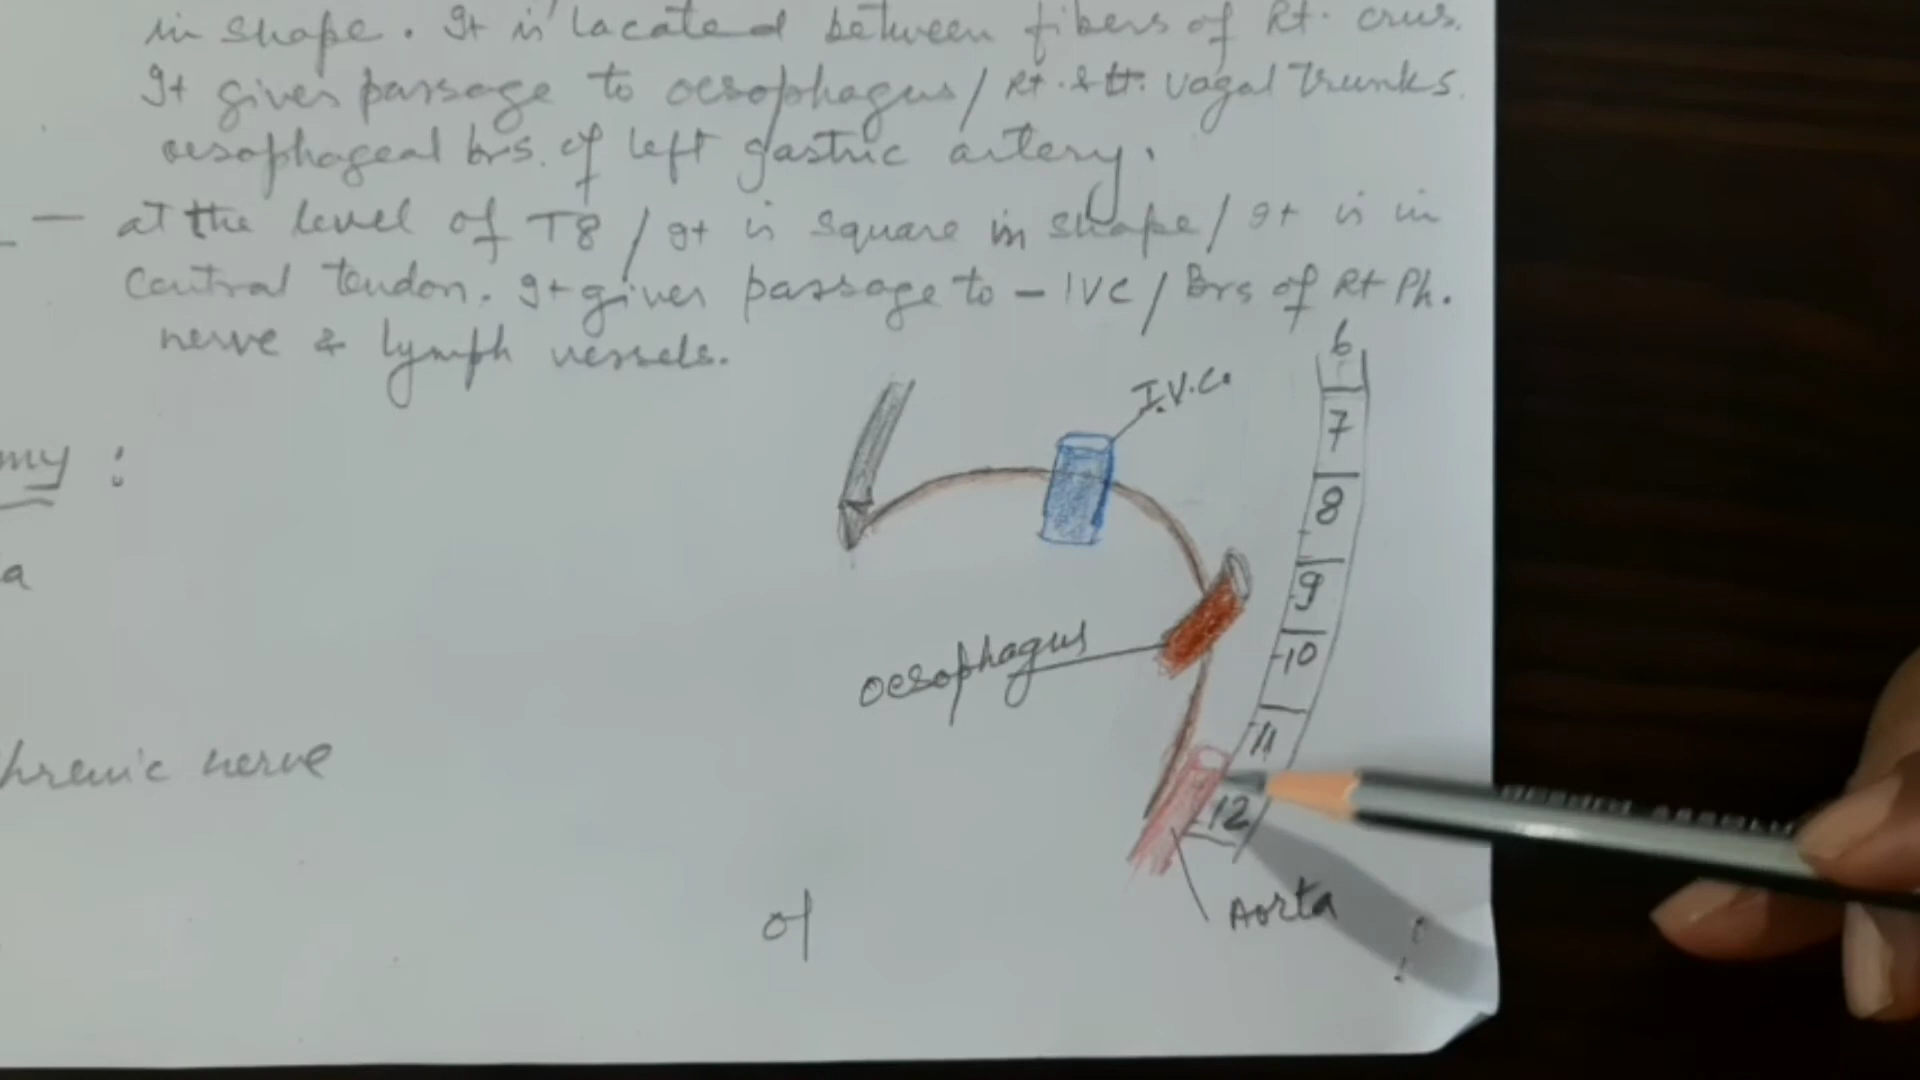 in shape. It is lacated between fibers of Rt. crus.
It gives passage to oesophagus/ Rt. & lt. vagal trunks.
oesophageal brs. of left gastric artery.
— at the level of T8 / It is square in shape/ It is in
central tendon. It gives passage to – IVC / Brs of Rt Ph.
nerve & lymph vessels.
6
I.V.C.
7
my :
8
a
9
oesophagus
10
11
hrenic nerve
12
Aorta
of